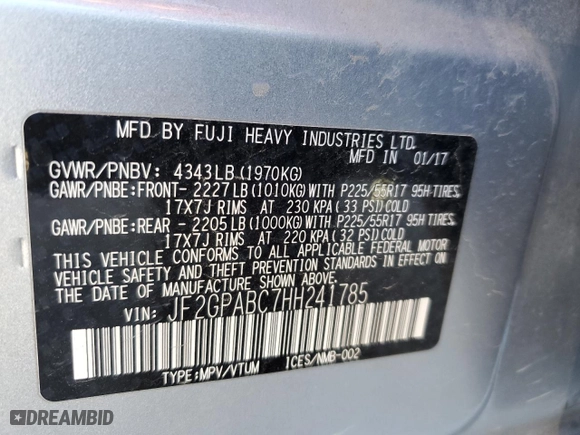 MFD BY FUJI HEAVY INDUSTRIES LTD.
MFD IN 01/17
GVWR/PNBV: 4343LB (1970KG)
GAWR/PNBE:FRONT- 2227LB (1010KG) WITH P225/55R17 95H TIRES,
17X7J RIMS AT 230 KPA (33 PSI) COLD
GAWR/PNBE:REAR - 2205LB (1000KG) WITH P225/55R17 95H TIRES,
17X7J RIMS AT 220 KPA (32 PSI) COLD
THIS VEHICLE CONFORMS TO ALL APPLICABLE FEDERAL MOTOR
VEHICLE SAFETY AND THEFT PREVENTION STANDARDS IN EFFECT ON
THE DATE OF MANUFACTURE SHOWN ABOVE.
VIN: JF2GPABC7HH241785
TYPE:MPV/VTUM ICES/NMB-002
DREAMBID